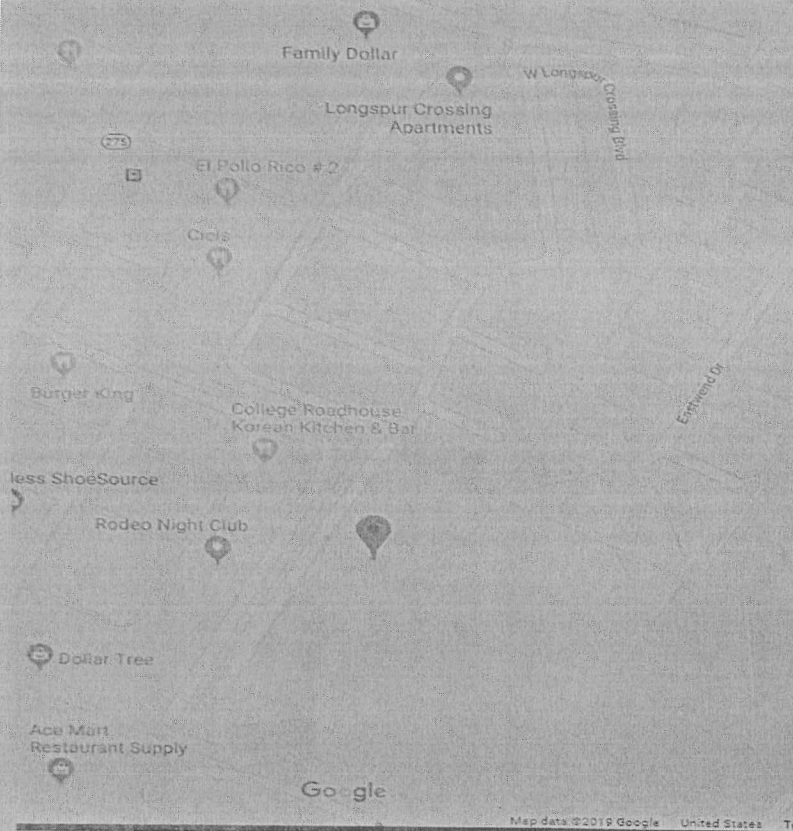 Family Dollar
W Longspur Crossing Blvd
Longspur Crossing
Apartments
275
El Pollo Rico #2
Cicis
Burger King
Eastwend Dr
College Roadhouse
Korean Kitchen & Bar
less ShoeSource
Rodeo Night Club
Dollar Tree
Ace Mart
Restaurant Supply
Google
Map data ©2019 Google United States T